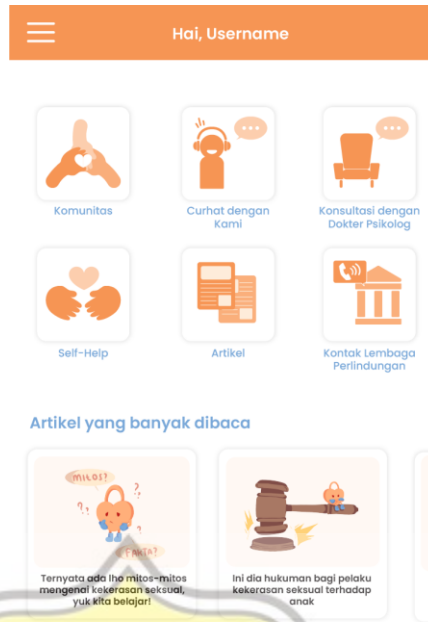 Hai, Username
Komunitas
Curhat dengan
Kami
Konsultasi dengan
Dokter Psikolog
Self-Help
Artikel
Kontak Lembaga
Perlindungan
Artikel yang banyak dibaca
MITOS?
FAKTA?
Ternyata ada lho mitos-mitos
mengenai kekerasan seksual,
yuk kita belajar!
Ini dia hukuman bagi pelaku
kekerasan seksual terhadap
anak